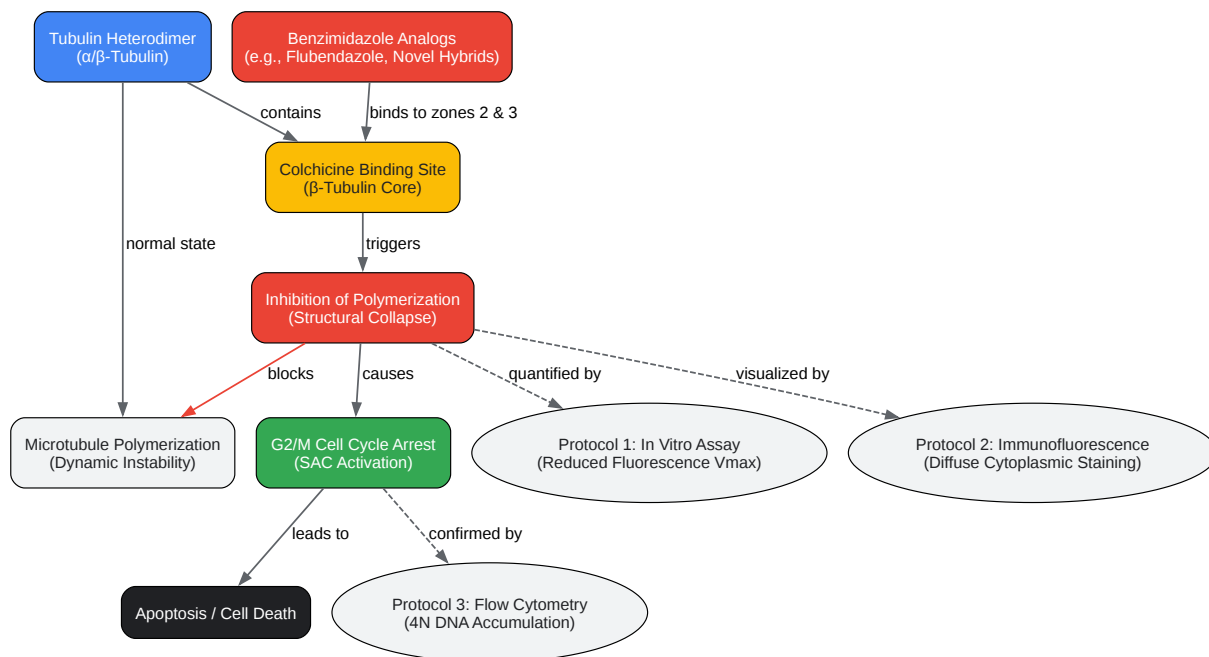 Tubulin Heterodimer
(α/β-Tubulin)
Benzimidazole Analogs
(e.g., Flubendazole, Novel Hybrids)
contains
binds to zones 2 & 3
Colchicine Binding Site
(β-Tubulin Core)
normal state
triggers
Inhibition of Polymerization
(Structural Collapse)
blocks
causes
quantified by
visualized by
Microtubule Polymerization
(Dynamic Instability)
G2/M Cell Cycle Arrest
(SAC Activation)
Protocol 1: In Vitro Assay
(Reduced Fluorescence Vmax)
Protocol 2: Immunofluorescence
(Diffuse Cytoplasmic Staining)
leads to
confirmed by
Apoptosis / Cell Death
Protocol 3: Flow Cytometry
(4N DNA Accumulation)